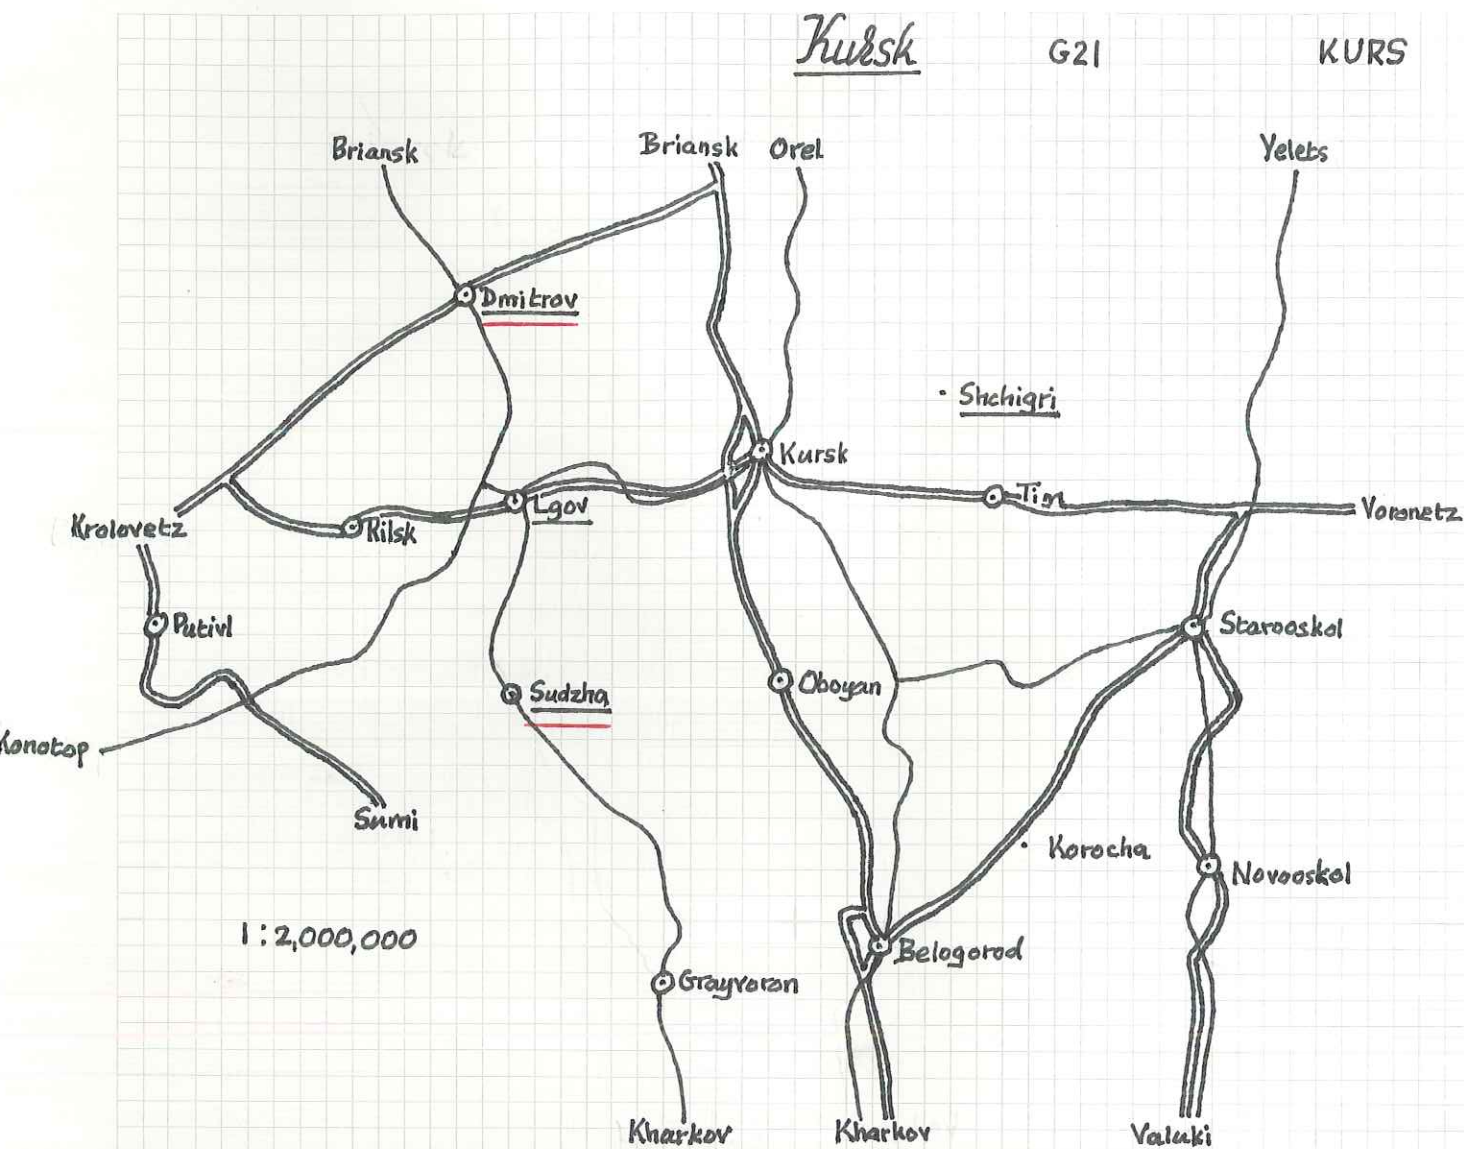 Kursk G21 KURS
Briansk Briansk Orel Yelets
Dmitrov
Shchigri
Kursk
Tim
Lgov
Voronetz
Krolovetz
Rilsk
Putivl
Starooskol
Oboyan
Sudzha
Konotop
Sumi
Korocha
Novooskol
1:2,000,000
Belogorod
Grayvoron
Kharkov Kharkov Valuki